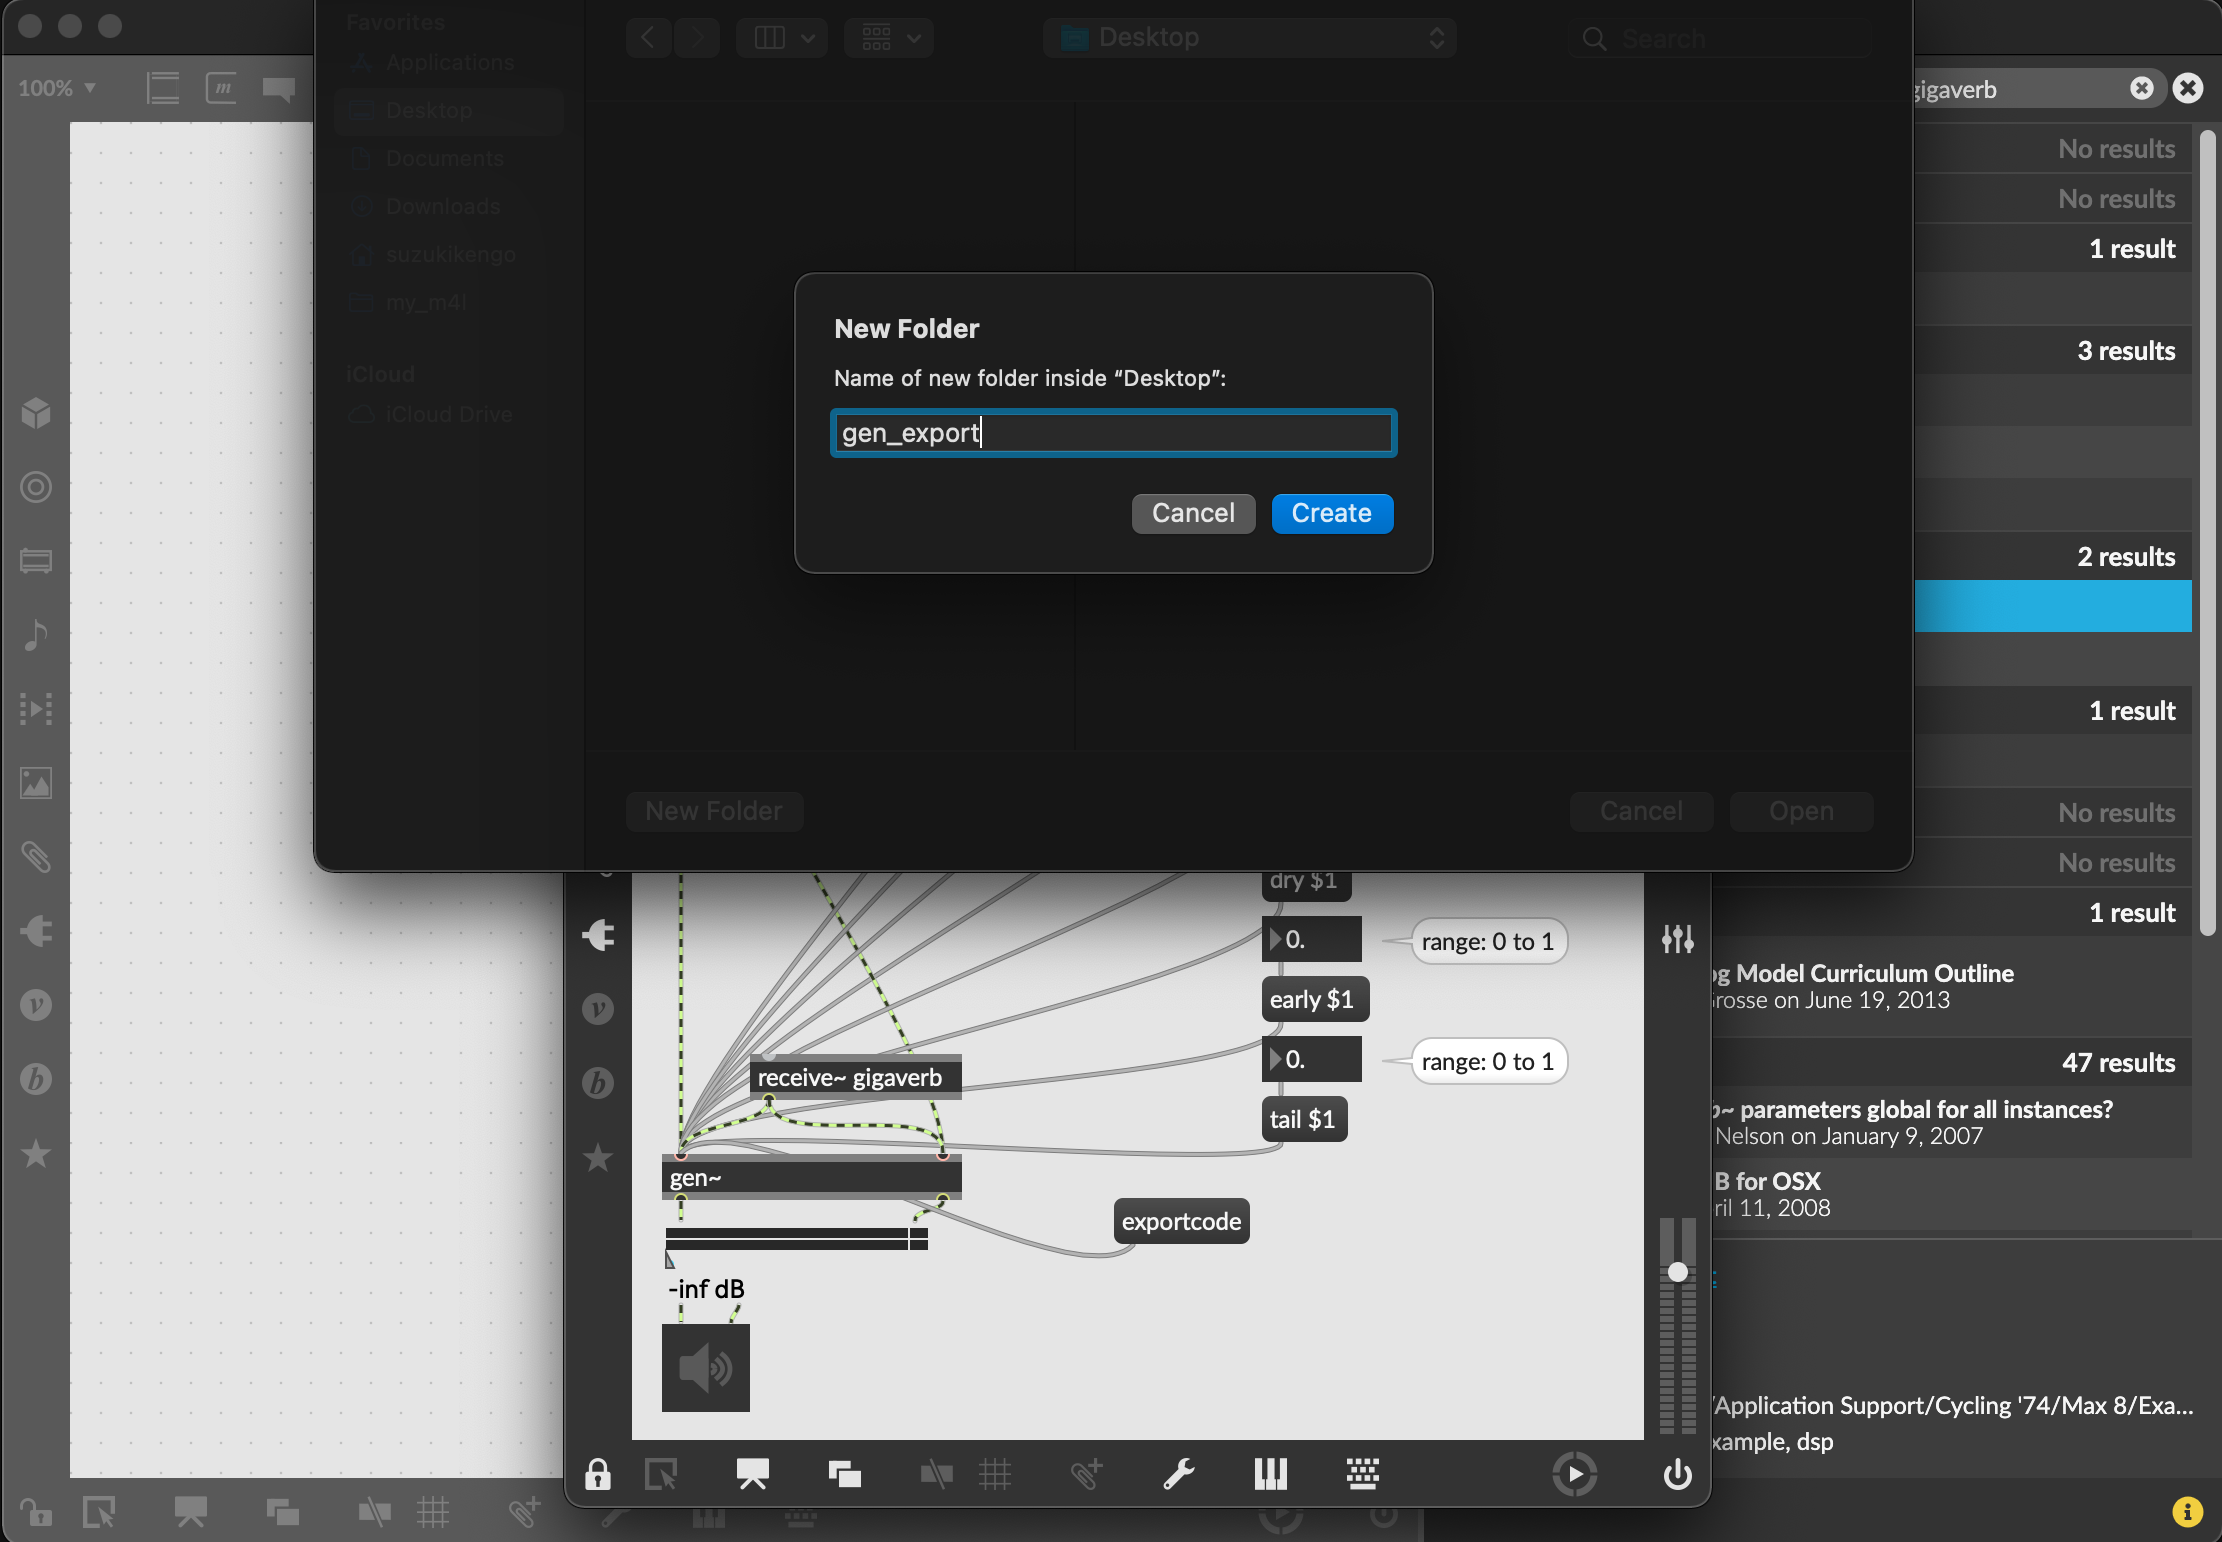 100%
Favorites
Applications
Desktop
Documents
Downloads
suzukikengo
my_m4l
iCloud
iCloud Drive
Desktop
Search
New Folder
Name of new folder inside “Desktop”:
gen_export
Cancel
Create
New Folder
Cancel
Open
gigaverb
No results
No results
1 result
3 results
2 results
1 result
No results
No results
1 result
Model Curriculum Outline
on June 19, 2013
47 results
parameters global for all instances?
Nelson on January 9, 2007
B for OSX
11, 2008
/Application Support/Cycling '74/Max 8/Exa...
dsp
dry $1
0.
range: 0 to 1
early $1
0.
range: 0 to 1
tail $1
receive~ gigaverb
gen~
exportcode
-inf dB